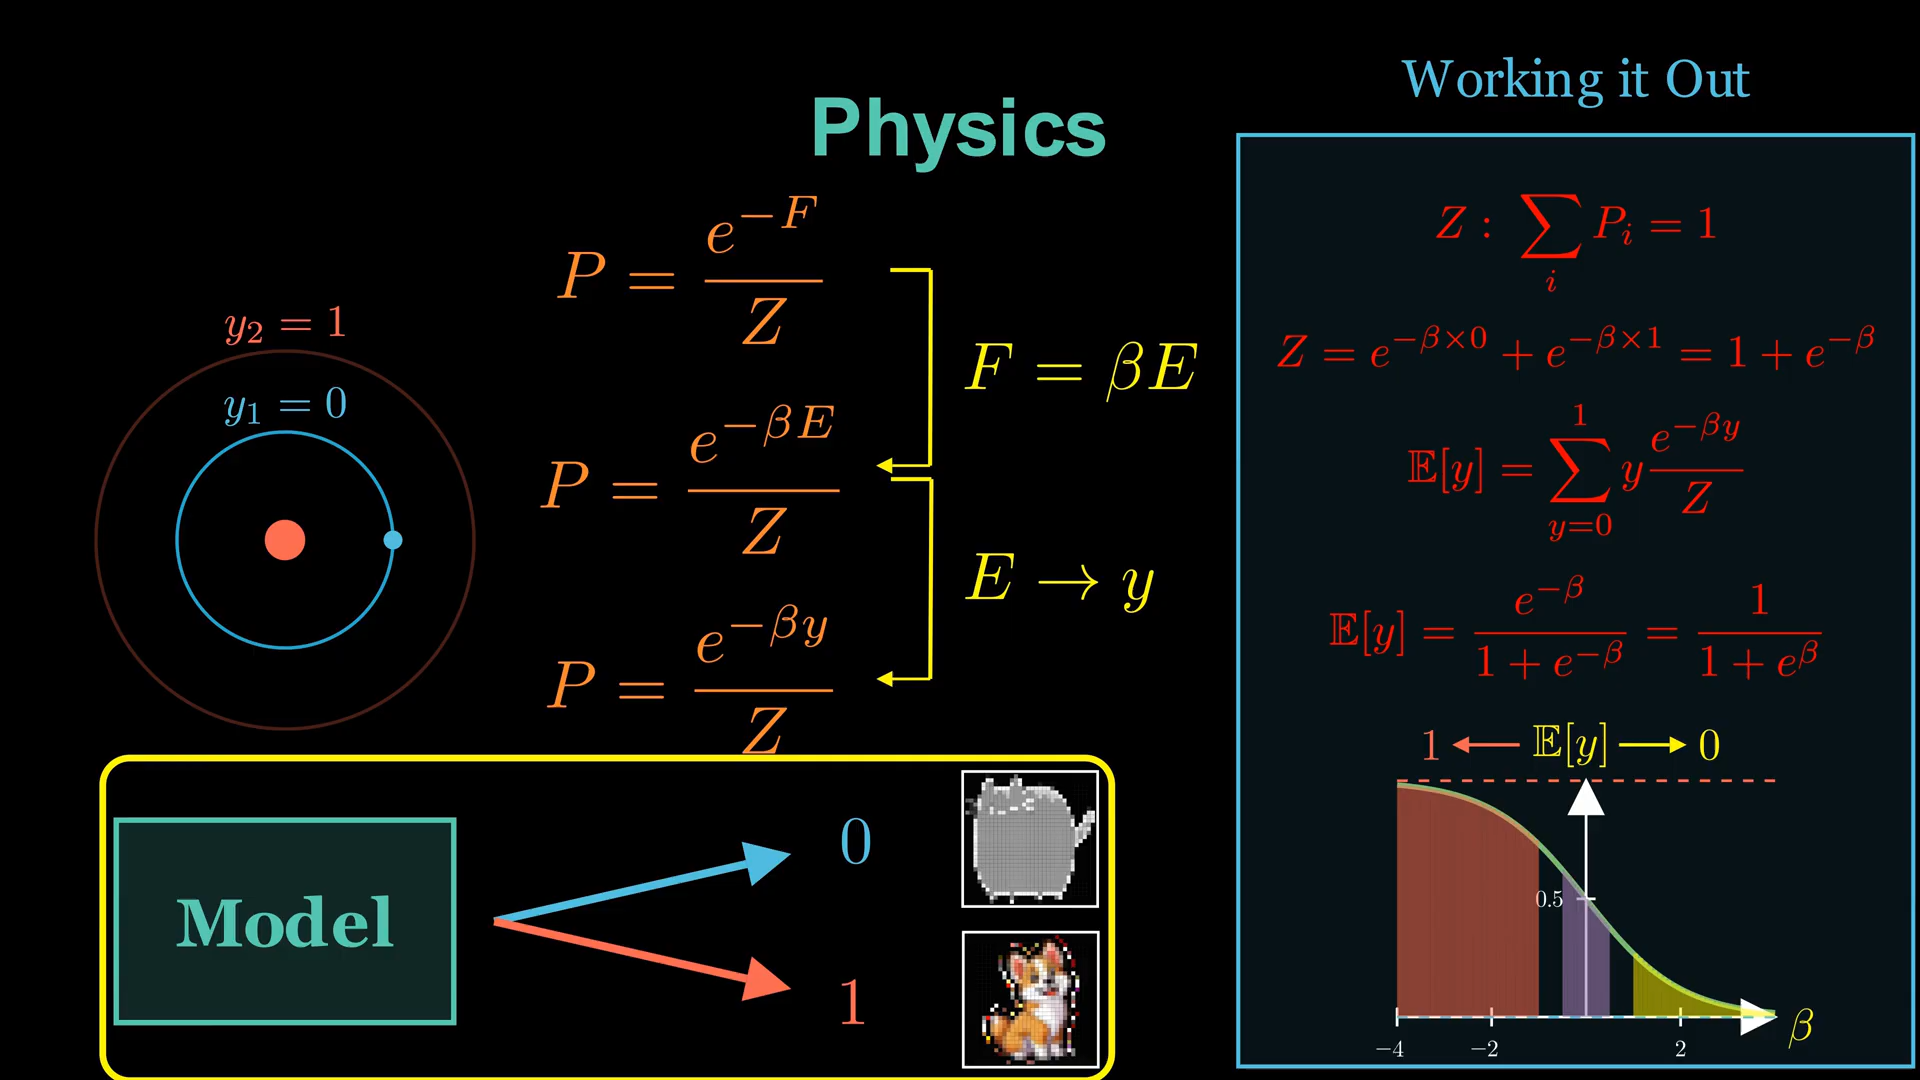 Physics
y₂ = 1
y₁ = 0
P = e^{-F} / Z
F = βE
P = e^{-βE} / Z
E → y
P = e^{-βy} / Z
Model
0
1
Working it Out
Z : ∑_i P_i = 1
Z = e^{-β×0} + e^{-β×1} = 1 + e^{-β}
𝔼[y] = ∑_{y=0}^{1} y e^{-βy} / Z
𝔼[y] = e^{-β} / (1 + e^{-β}) = 1 / (1 + e^{β})
1 ← 𝔼[y] → 0
0.5
β
−4 −2 2